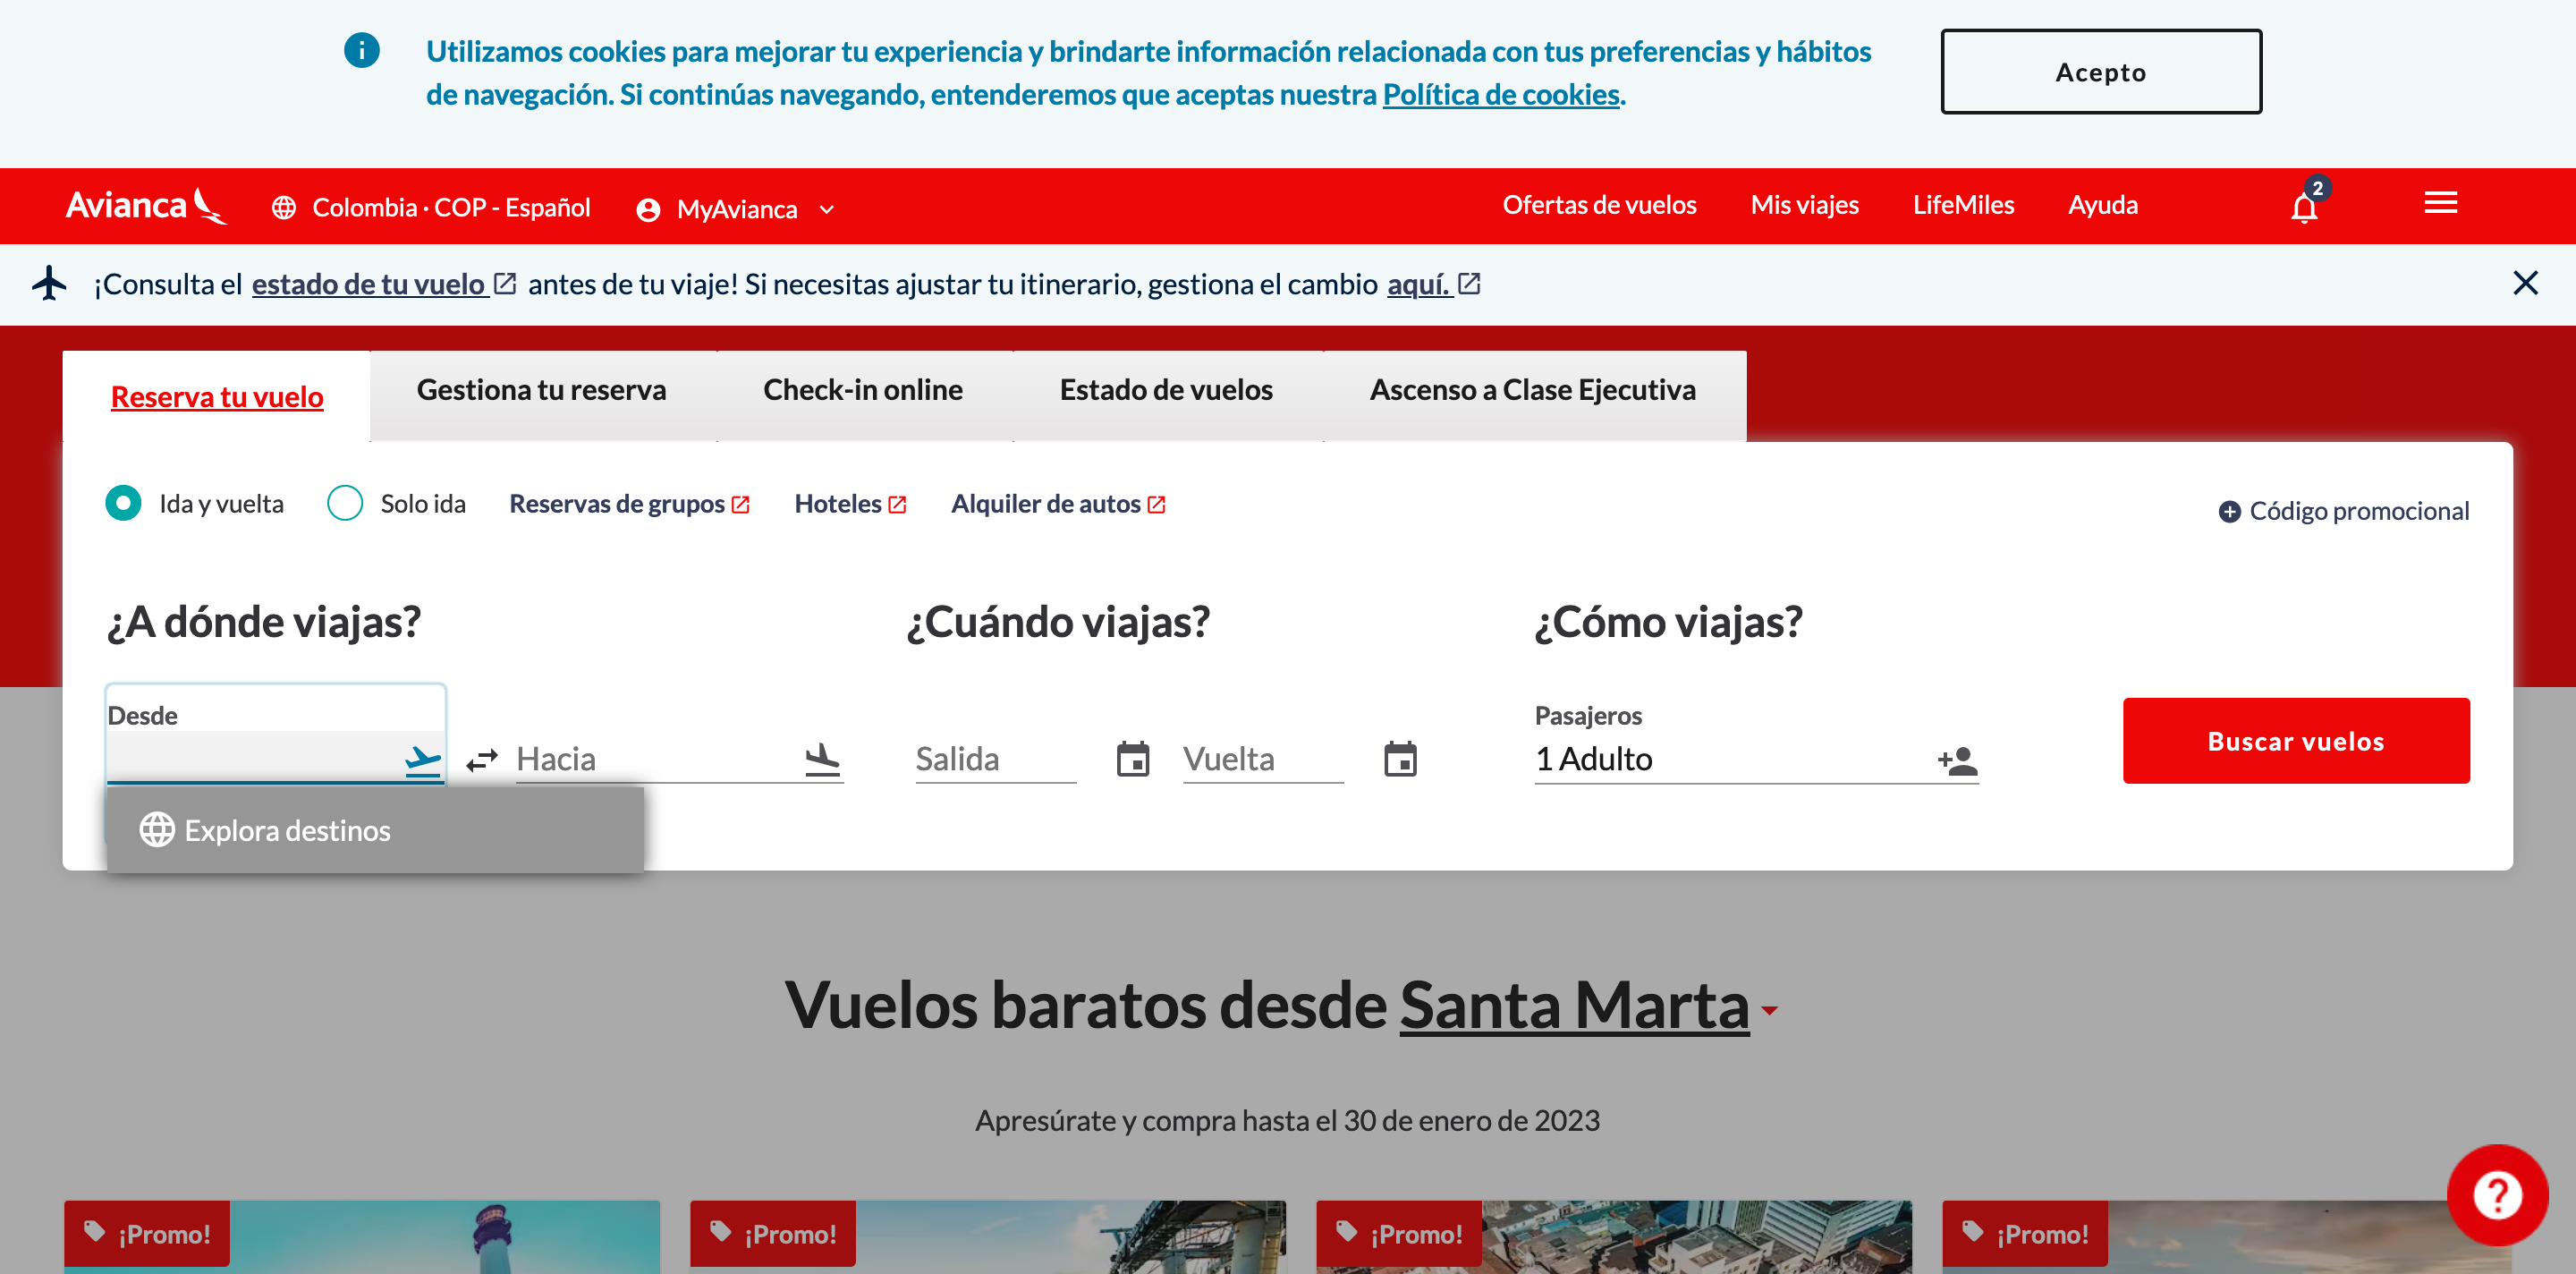 Utilizamos cookies para mejorar tu experiencia y brindarte información relacionada con tus preferencias y hábitos
de navegación. Si continúas navegando, entenderemos que aceptas nuestra Política de cookies.
Acepto
Avianca
Colombia · COP - Español
MyAvianca
Ofertas de vuelos
Mis viajes
LifeMiles
Ayuda
2
¡Consulta el estado de tu vuelo antes de tu viaje! Si necesitas ajustar tu itinerario, gestiona el cambio aquí.
Reserva tu vuelo
Gestiona tu reserva
Check-in online
Estado de vuelos
Ascenso a Clase Ejecutiva
Ida y vuelta
Solo ida
Reservas de grupos
Hoteles
Alquiler de autos
Código promocional
¿A dónde viajas?
¿Cuándo viajas?
¿Cómo viajas?
Desde
Hacia
Salida
Vuelta
Pasajeros
1 Adulto
Buscar vuelos
Explora destinos
Vuelos baratos desde Santa Marta
Apresúrate y compra hasta el 30 de enero de 2023
¡Promo!
¡Promo!
¡Promo!
¡Promo!